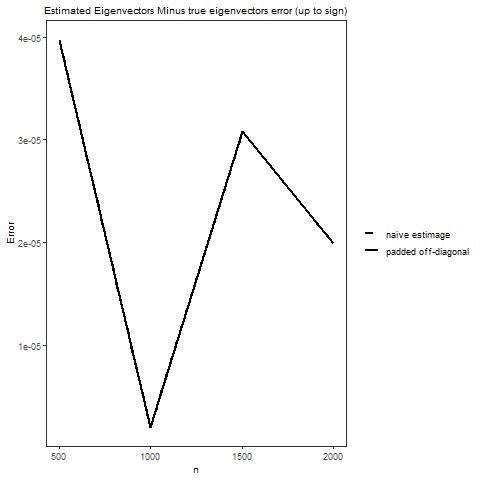 Estimated Eigenvectors Minus true eigenvectors error (up to sign)
4e-05
3e-05
2e-05
1e-05
Error
500
1000
1500
2000
n
naive estimage
padded off-diagonal